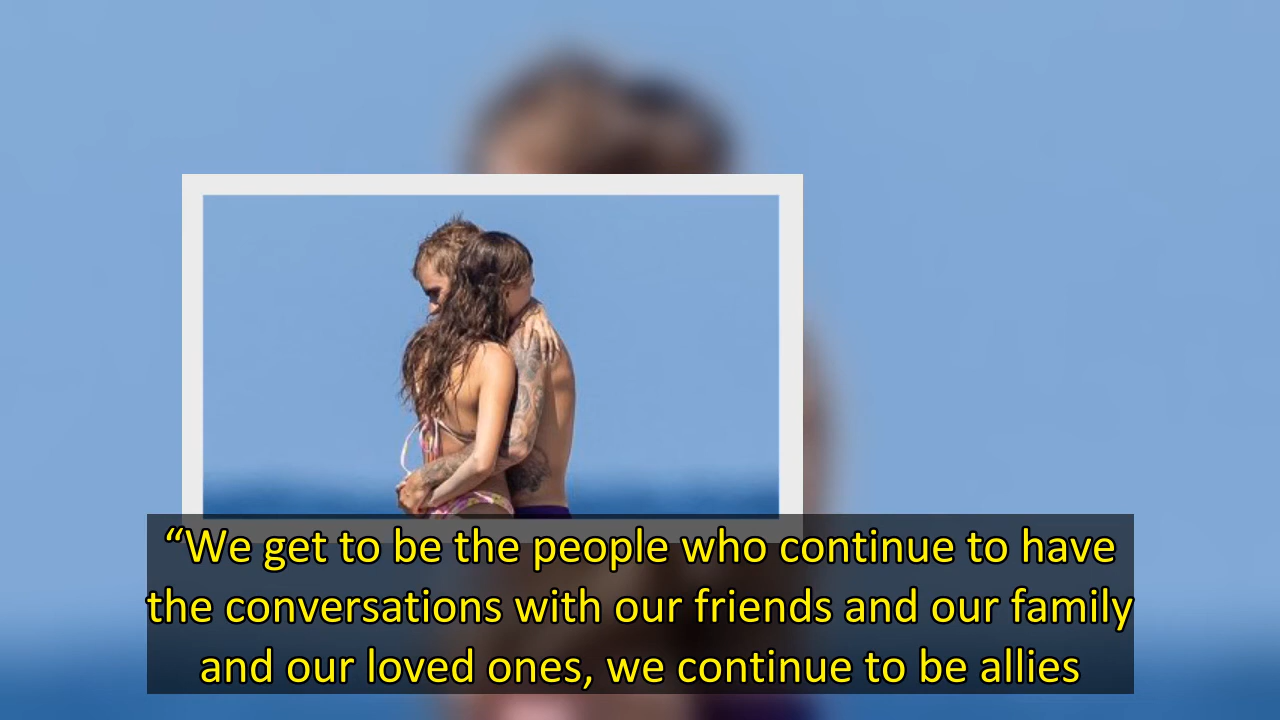 “We get to be the people who continue to have
the conversations with our friends and our family
and our loved ones, we continue to be allies